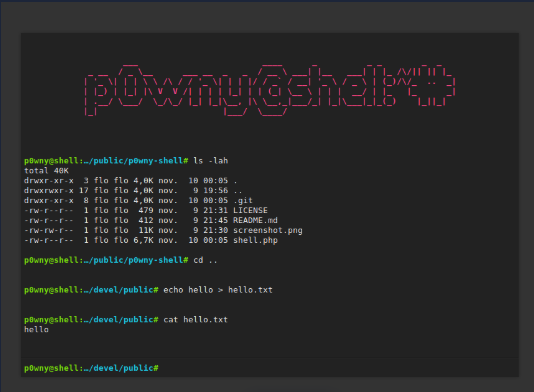 p0wny@shell:~#
p0wny@shell:…/public/p0wny-shell# ls -lah
total 40K
drwxr-xr-x  3 flo flo 4,0K nov.  10 00:05 .
drwxrwxr-x 17 flo flo 4,0K nov.   9 19:56 ..
drwxr-xr-x  8 flo flo 4,0K nov.  10 00:05 .git
-rw-r--r--  1 flo flo  479 nov.   9 21:31 LICENSE
-rw-r--r--  1 flo flo  412 nov.   9 21:45 README.md
-rw-r--r--  1 flo flo  11K nov.   9 21:30 screenshot.png
-rw-r--r--  1 flo flo 6,7K nov.  10 00:05 shell.php
p0wny@shell:…/public/p0wny-shell# cd ..
p0wny@shell:…/devel/public# echo hello > hello.txt
p0wny@shell:…/devel/public# cat hello.txt
hello
p0wny@shell:…/devel/public#